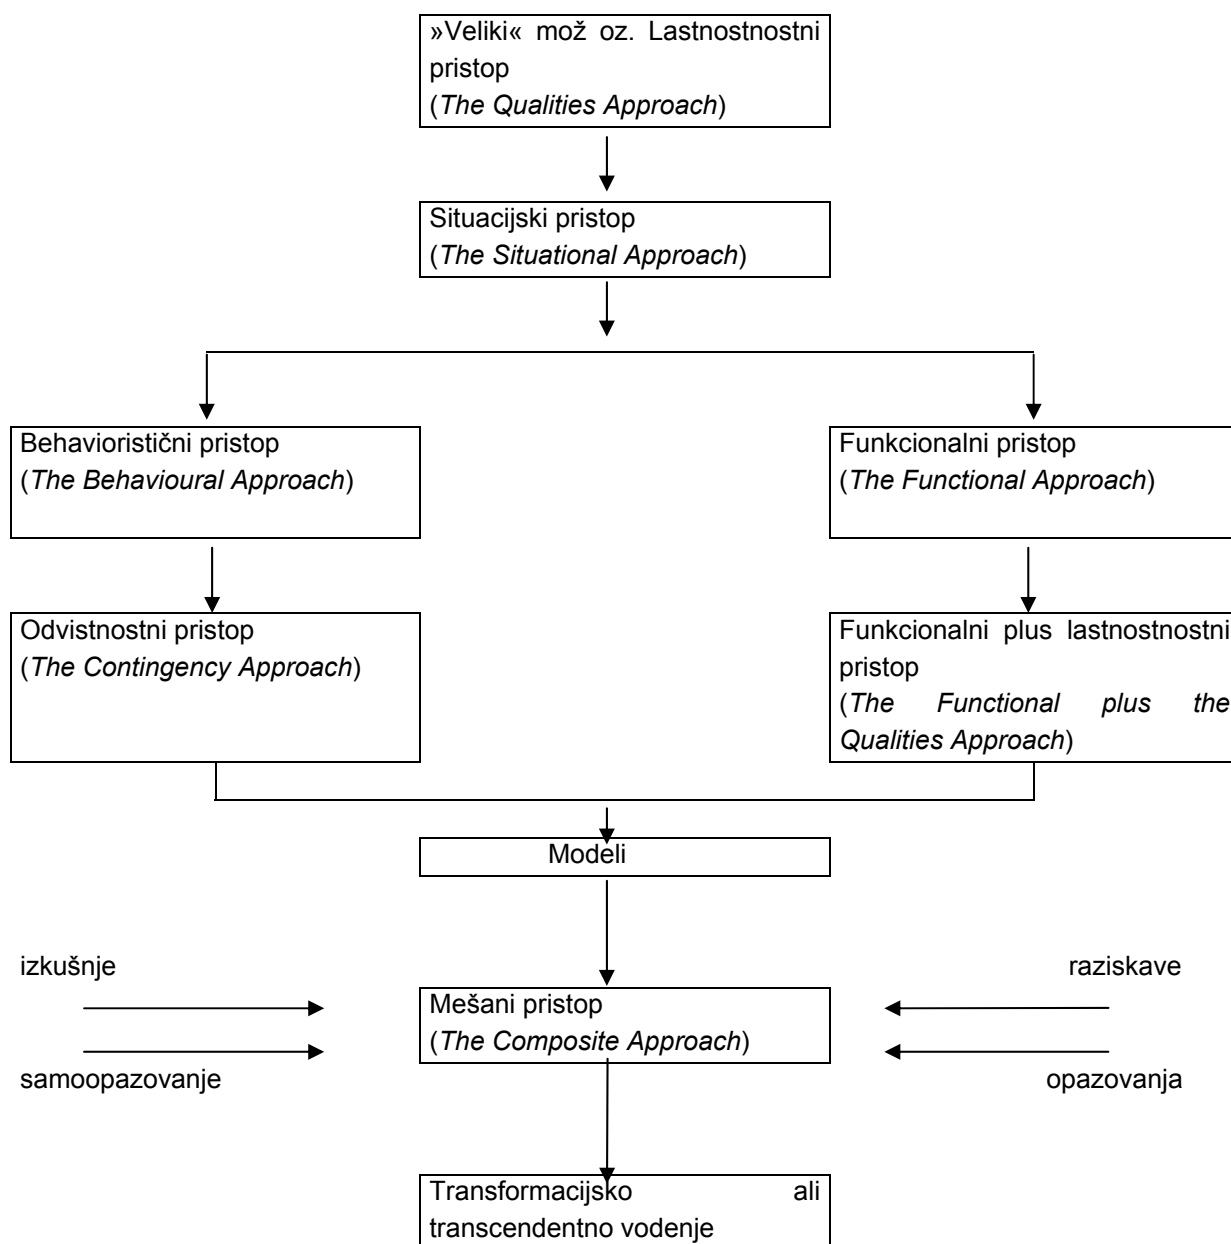 »Veliki« mož oz. Lastnostnostni
pristop
(The Qualities Approach)
Situacijski pristop
(The Situational Approach)
Behavioristični pristop
(The Behavioural Approach)
Funkcionalni pristop
(The Functional Approach)
Odvistnostni pristop
(The Contingency Approach)
Funkcionalni plus lastnostnostni
pristop
(The Functional plus the
Qualities Approach)
Modeli
izkušnje
raziskave
Mešani pristop
(The Composite Approach)
samoopazovanje
opazovanja
Transformacijsko ali
transcendentno vodenje